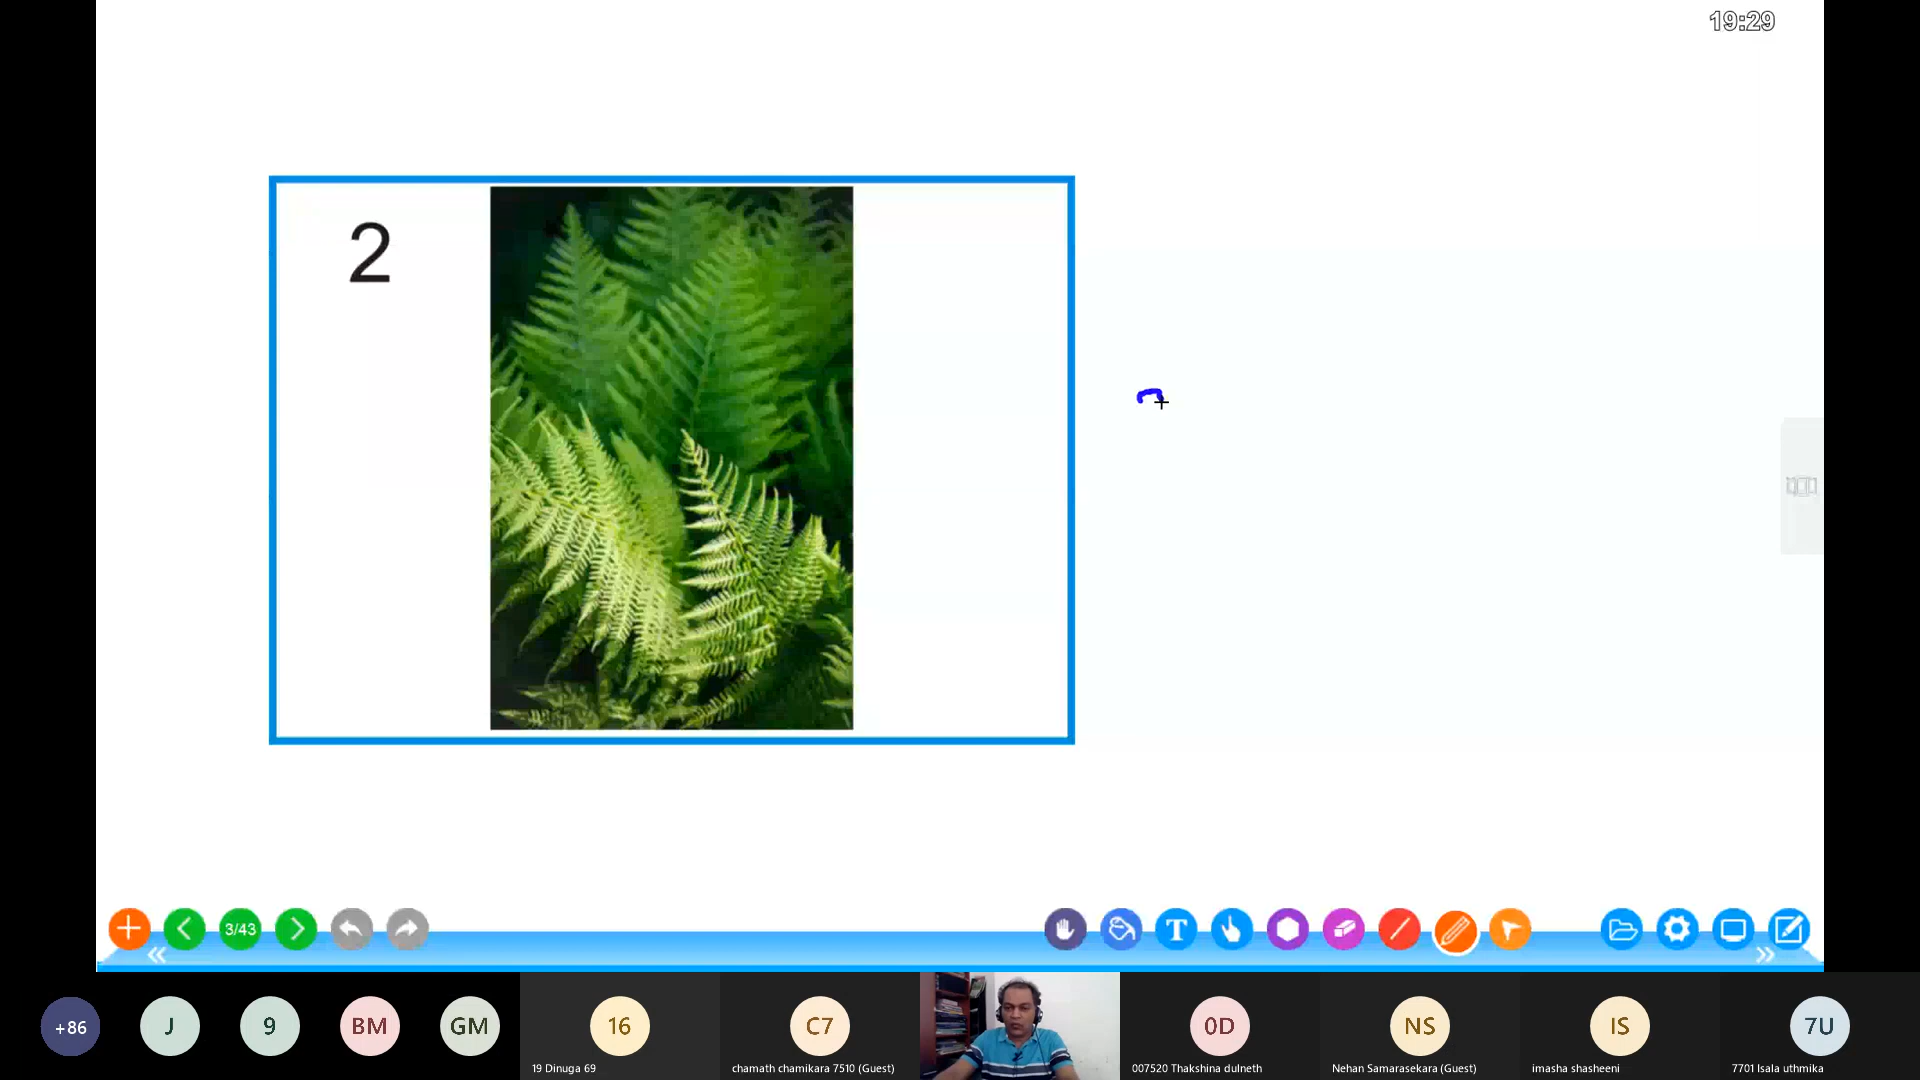 19:29
2
3/43
T
+86
J
9
BM
GM
16
19 Dinuga 69
C7
chamath chamikara 7510 (Guest)
0D
007520 Thakshina dulneth
NS
Nehan Samarasekara (Guest)
IS
imasha shasheeni
7U
7701 Isala uthmika